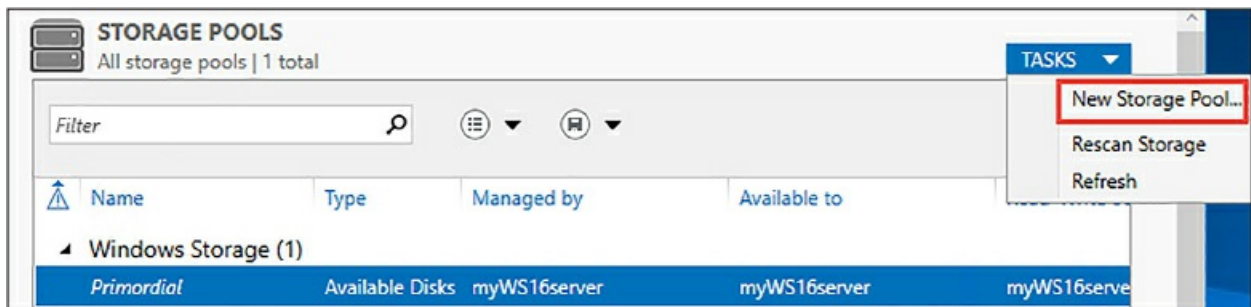 STORAGE POOLS
All storage pools | 1 total
TASKS
New Storage Pool...
Rescan Storage
Refresh
Filter
Name Type Managed by Available to
Windows Storage (1)
Primordial Available Disks myWS16server myWS16server myWS16serve